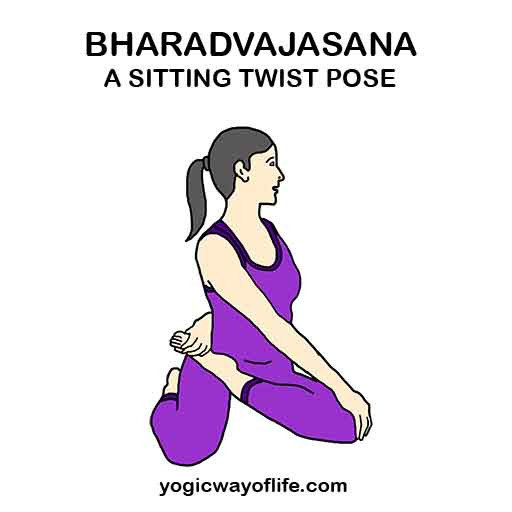 BHARADVAJASANA
A SITTING TWIST POSE
yogicwayoflife.com